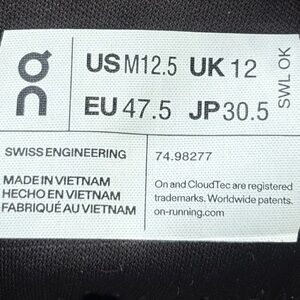 on
US M12.5 UK 12
EU 47.5 JP 30.5
SWL OK
SWISS ENGINEERING
74.98277
MADE IN VIETNAM
HECHO EN VIETNAM
FABRIQUÉ AU VIETNAM
On and CloudTec are registered
trademarks. Worldwide patents.
on-running.com